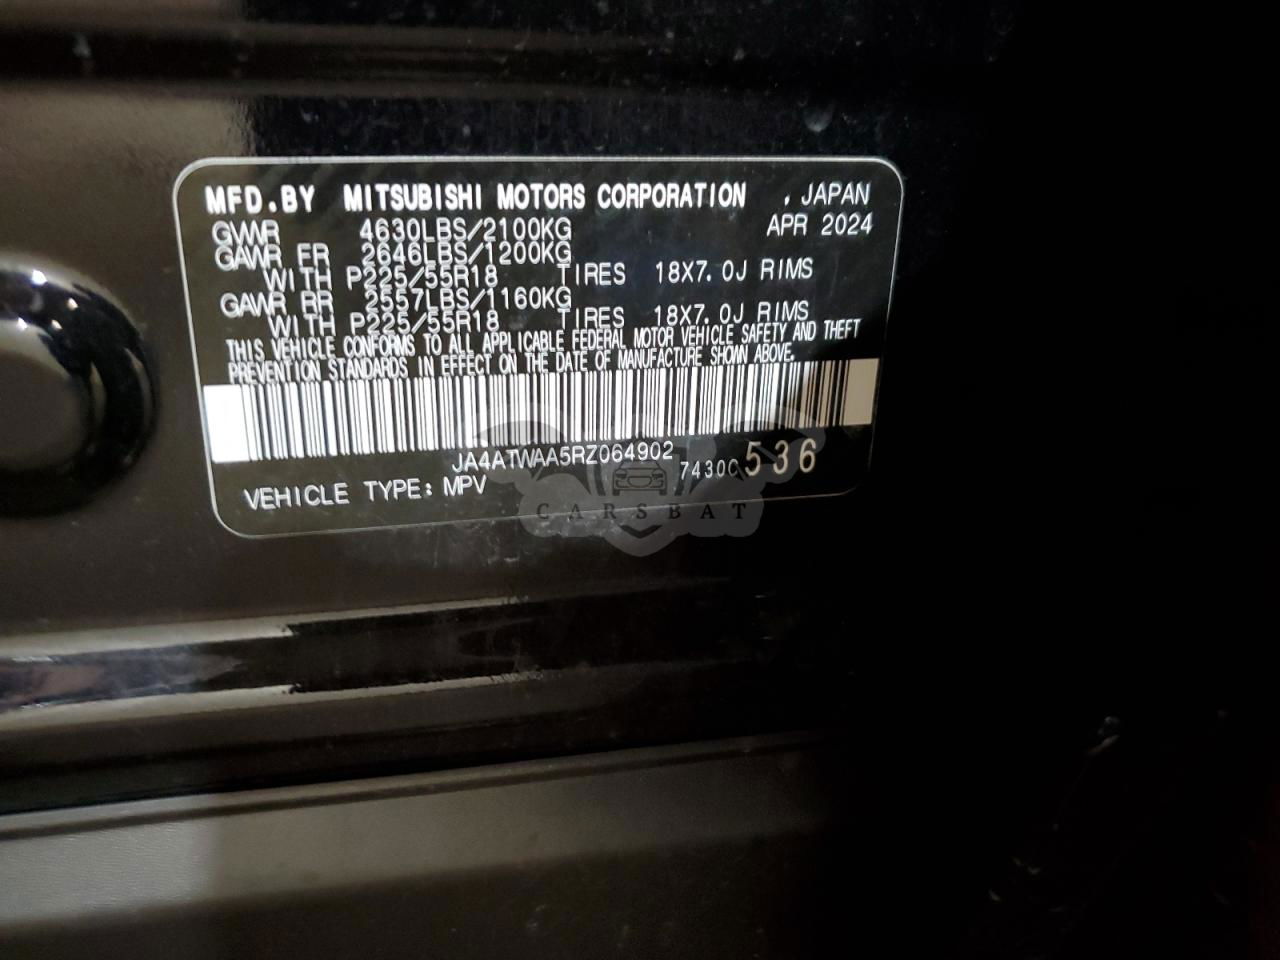 MFD.BY MITSUBISHI MOTORS CORPORATION , JAPAN
GVWR 4630LBS/2100KG APR 2024
GAWR FR 2646LBS/1200KG
WITH P225/55R18 TIRES 18X7.0J RIMS
GAWR RR 2557LBS/1160KG
WITH P225/55R18 TIRES 18X7.0J RIMS
THIS VEHICLE CONFORMS TO ALL APPLICABLE FEDERAL MOTOR VEHICLE SAFETY AND THEFT
PREVENTION STANDARDS IN EFFECT ON THE DATE OF MANUFACTURE SHOWN ABOVE.
JA4ATWAA5RZ064902
74300 536
VEHICLE TYPE: MPV
CARSBAT